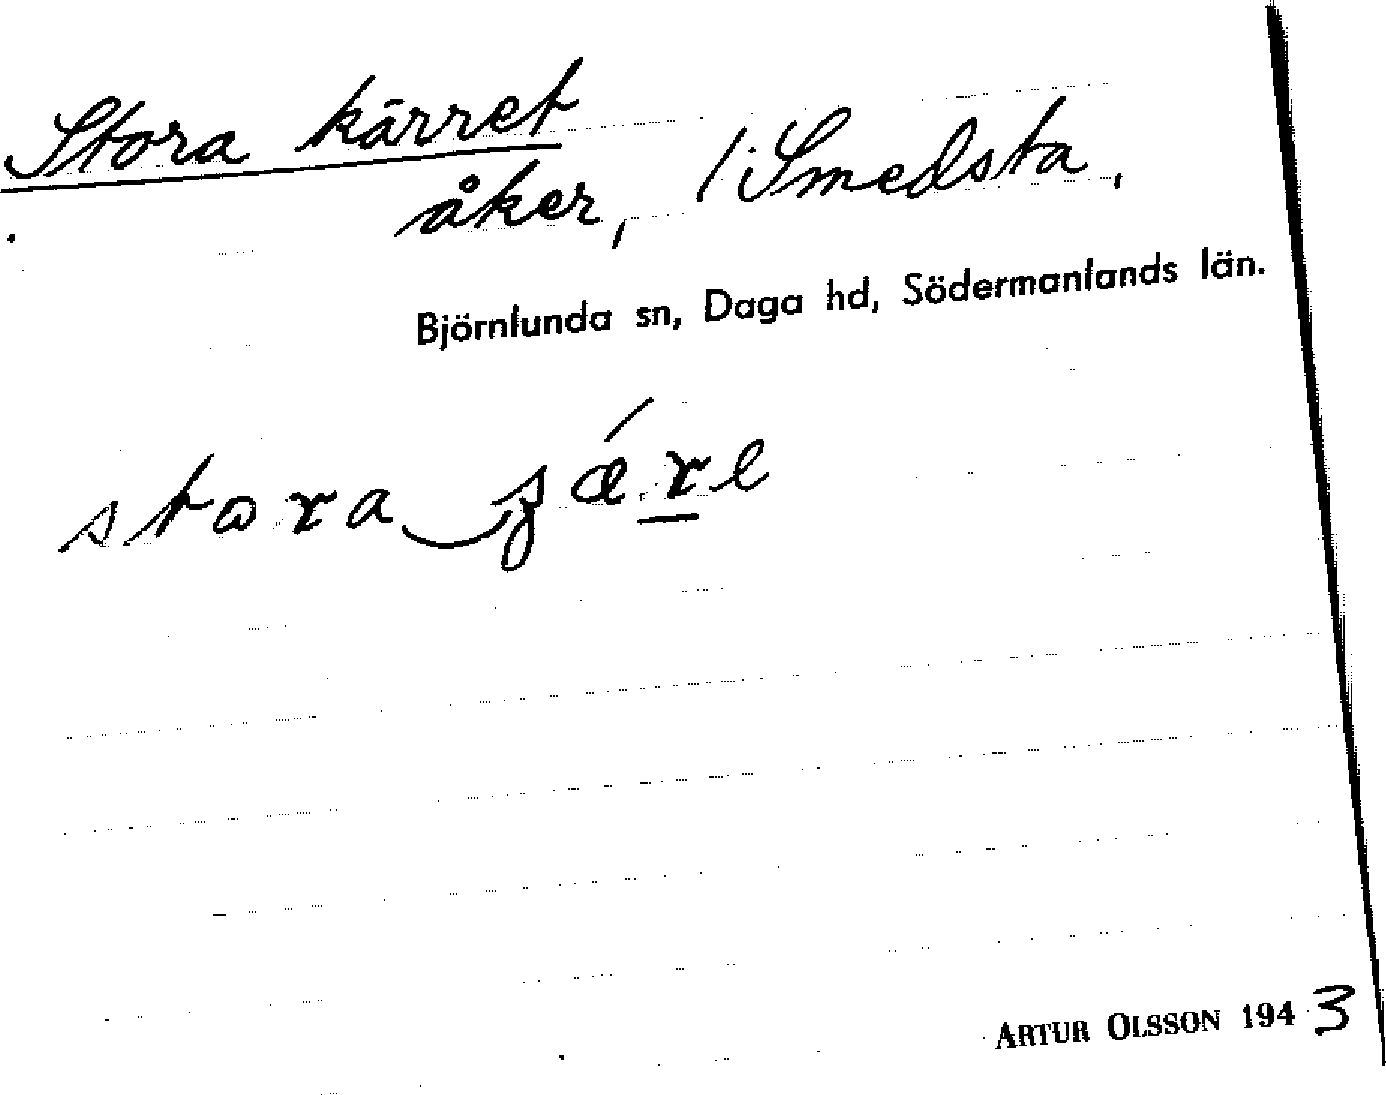 Stora kärret
åker, i Smedsta,
Björnlunda sn, Daga hd, Södermanlands län.
ARTUR OLSSON 1943